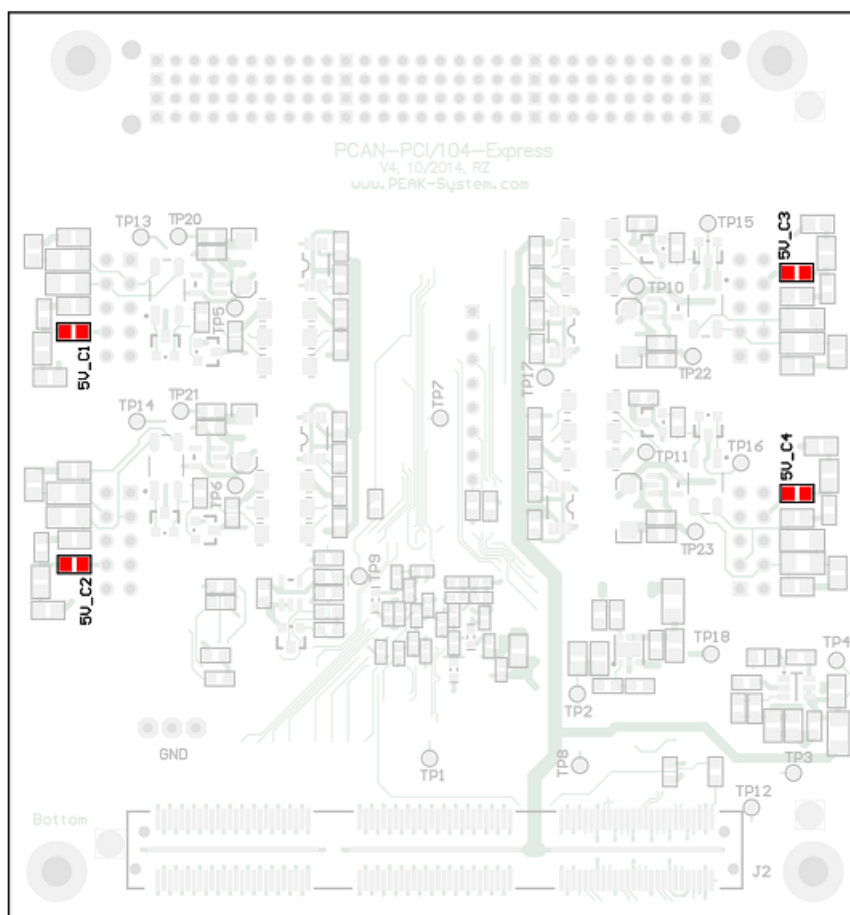 PCAN-PCI/104-Express
V4, 10/2014, RZ
www.PEAK-System.com
TP13
TP20
TP15
5V_C3
TP5
TP10
5V_C1
TP22
TP17
TP7
TP14
TP21
TP11
TP16
5V_C4
TP6
TP23
TP9
5V_C2
TP18
TP4
TP2
GND
TP1
TP8
TP3
TP12
Bottom
J2